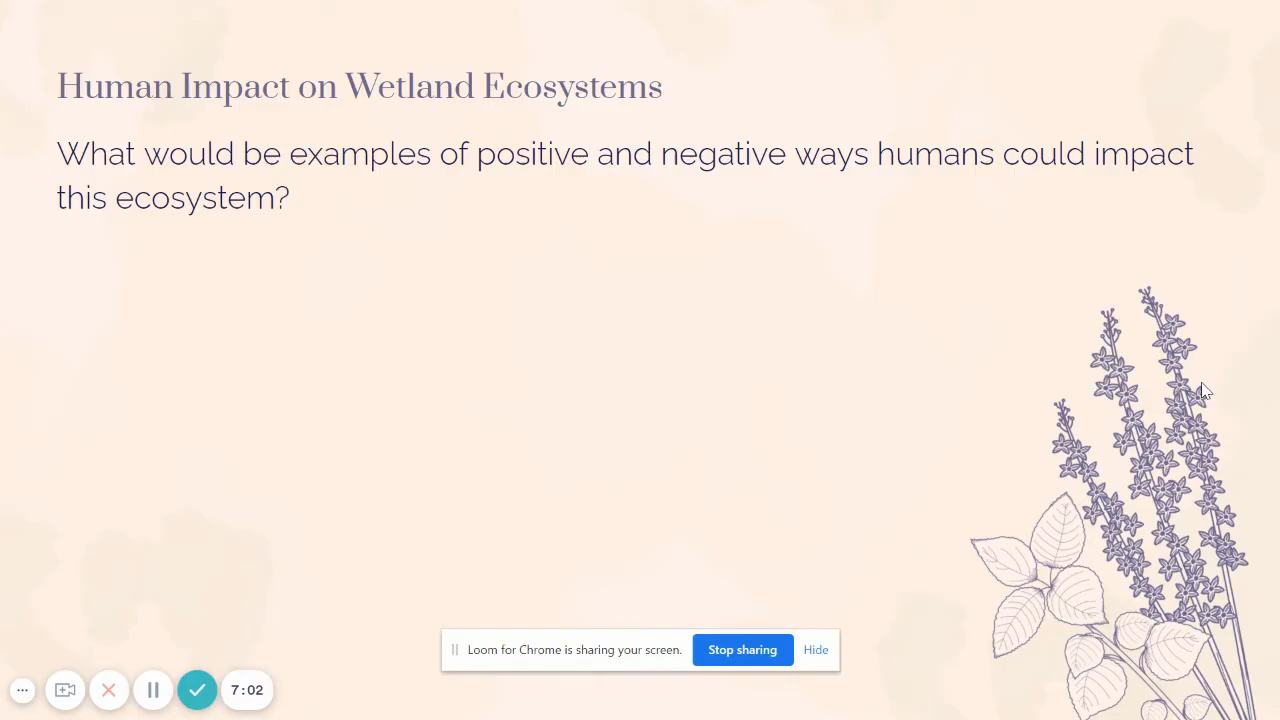 Human Impact on Wetland Ecosystems
What would be examples of positive and negative ways humans could impact
this ecosystem?
Loom for Chrome is sharing your screen. Stop sharing Hide
7:02